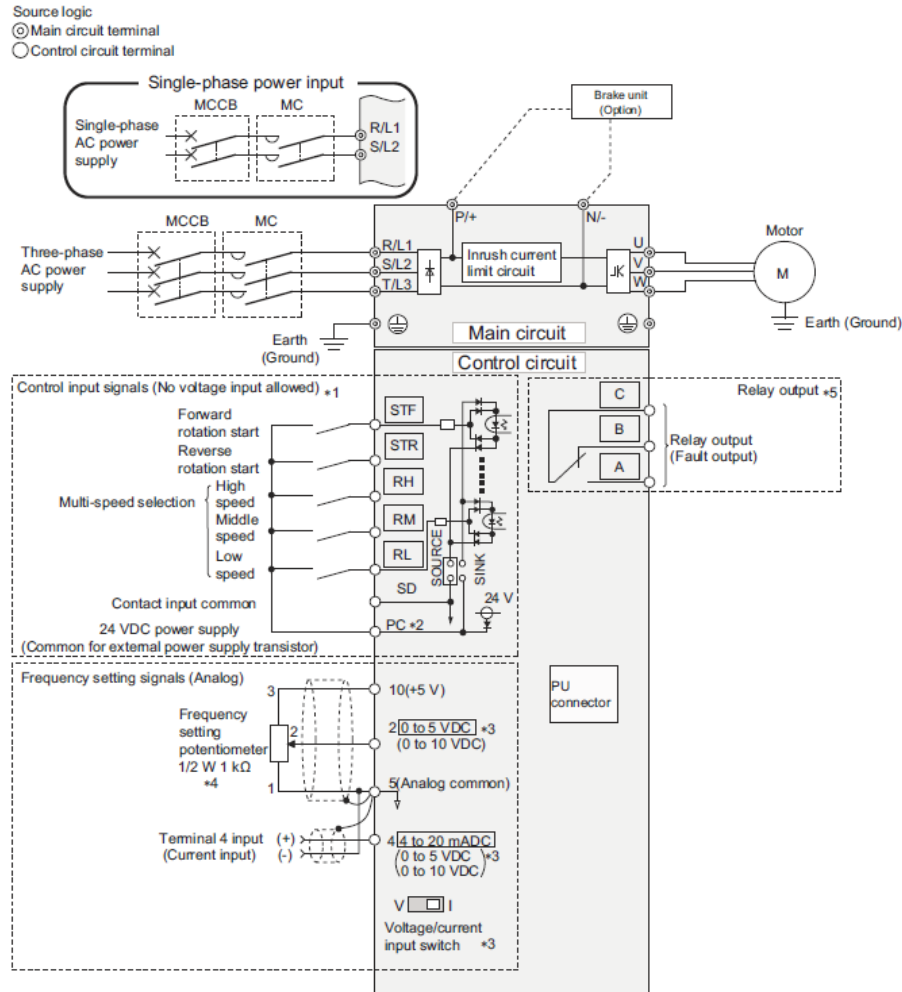 Source logic
Main circuit terminal
Control circuit terminal
Single-phase power input
MCCB
MC
Single-phase
AC power
supply
R/L1
S/L2
Brake unit
(Option)
MCCB
MC
Three-phase
AC power
supply
R/L1
S/L2
T/L3
P/+
N/-
Inrush current
limit circuit
U
V
W
Motor
M
Earth (Ground)
Earth
(Ground)
Main circuit
Control circuit
Control input signals (No voltage input allowed) *1
Forward
rotation start
Reverse
rotation start
Multi-speed selection
High
speed
Middle
speed
Low
speed
Contact input common
24 VDC power supply
(Common for external power supply transistor)
STF
STR
RH
RM
RL
SD
PC *2
SOURCE
SINK
24 V
C
B
A
Relay output *5
Relay output
(Fault output)
Frequency setting signals (Analog)
Frequency
setting
potentiometer
1/2 W 1 kΩ
*4
3
2
1
10(+5 V)
2 0 to 5 VDC *3
(0 to 10 VDC)
5(Analog common)
Terminal 4 input (+)
(Current input) (-)
4 4 to 20 mADC
(0 to 5 VDC
0 to 10 VDC) *3
V I
Voltage/current
input switch *3
PU
connector